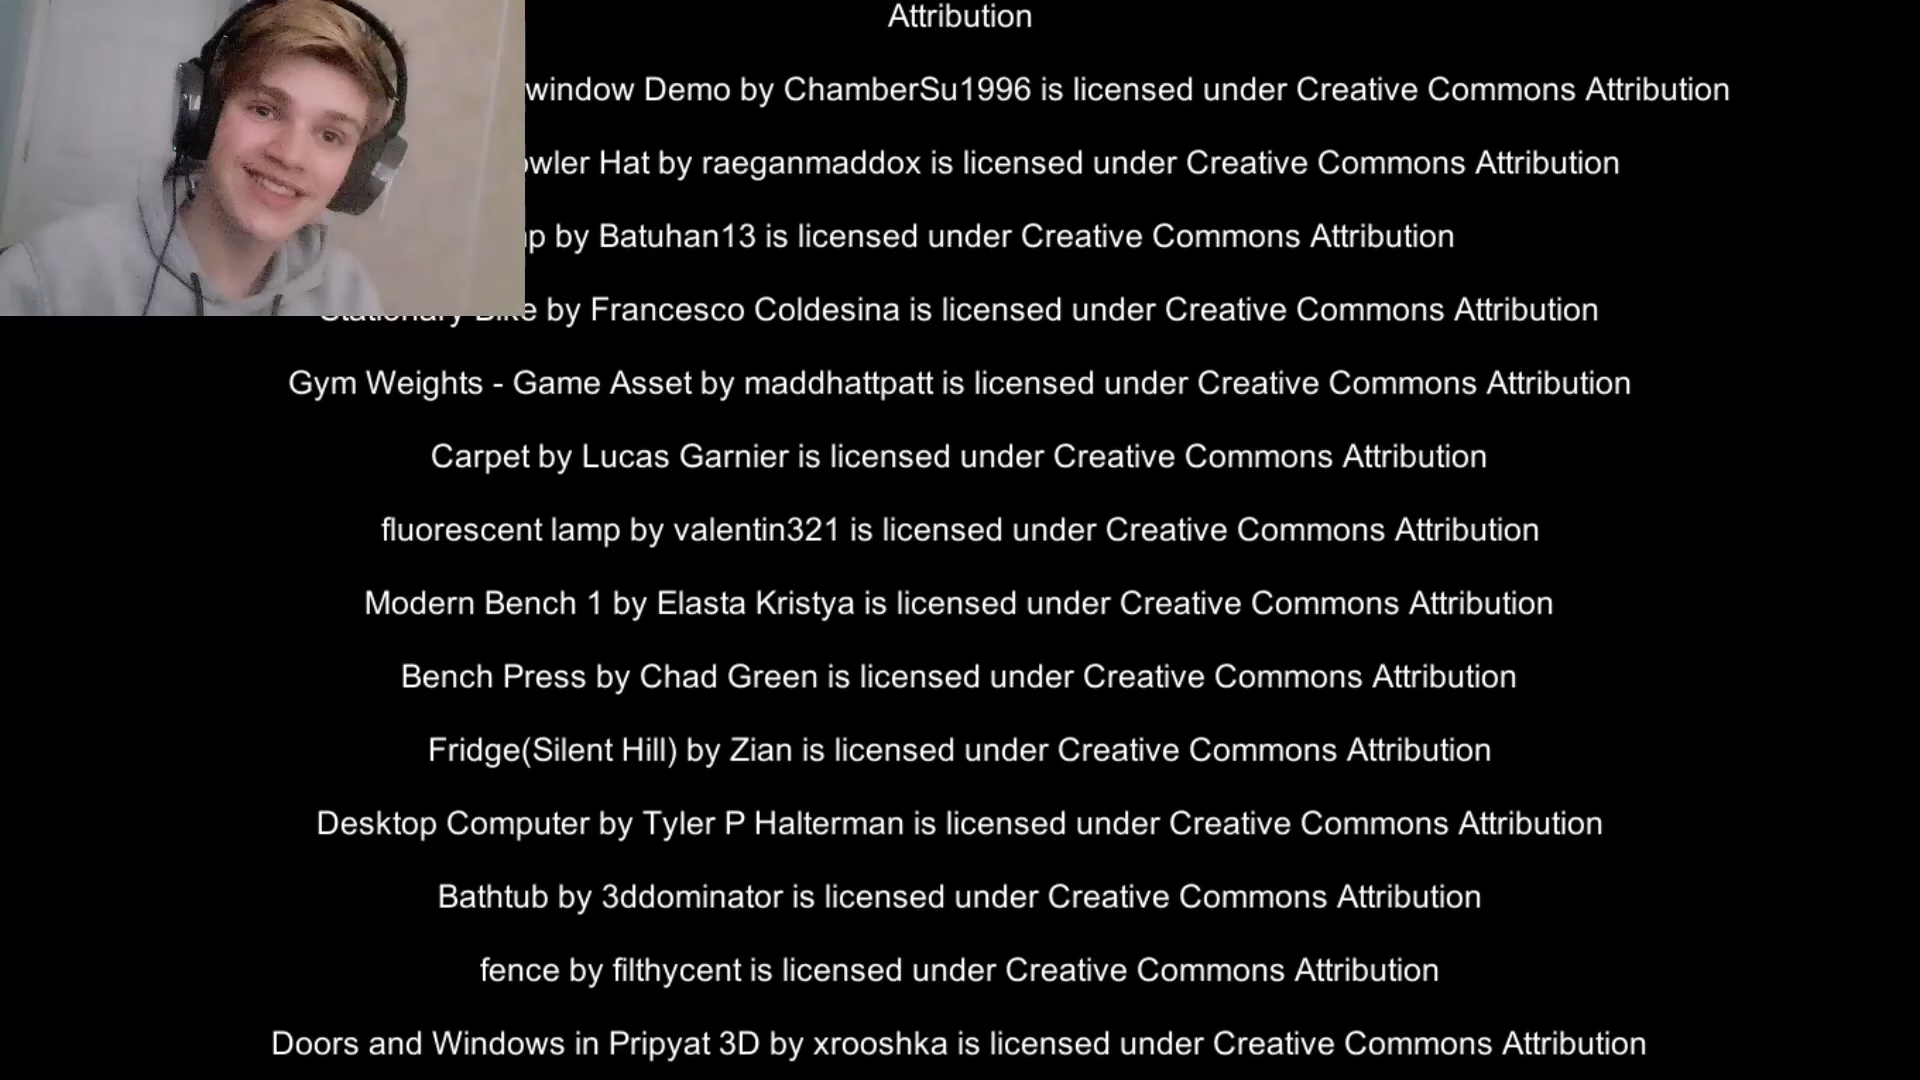 Attribution
window Demo by ChamberSu1996 is licensed under Creative Commons Attribution
Hat by raeganmaddox is licensed under Creative Commons Attribution
by Batuhan13 is licensed under Creative Commons Attribution
Stationary Bike by Francesco Coldesina is licensed under Creative Commons Attribution
Gym Weights - Game Asset by maddhattpatt is licensed under Creative Commons Attribution
Carpet by Lucas Garnier is licensed under Creative Commons Attribution
fluorescent lamp by valentin321 is licensed under Creative Commons Attribution
Modern Bench 1 by Elasta Kristya is licensed under Creative Commons Attribution
Bench Press by Chad Green is licensed under Creative Commons Attribution
Fridge(Silent Hill) by Zian is licensed under Creative Commons Attribution
Desktop Computer by Tyler P Halterman is licensed under Creative Commons Attribution
Bathtub by 3ddominator is licensed under Creative Commons Attribution
fence by filthycent is licensed under Creative Commons Attribution
Doors and Windows in Pripyat 3D by xrooshka is licensed under Creative Commons Attribution